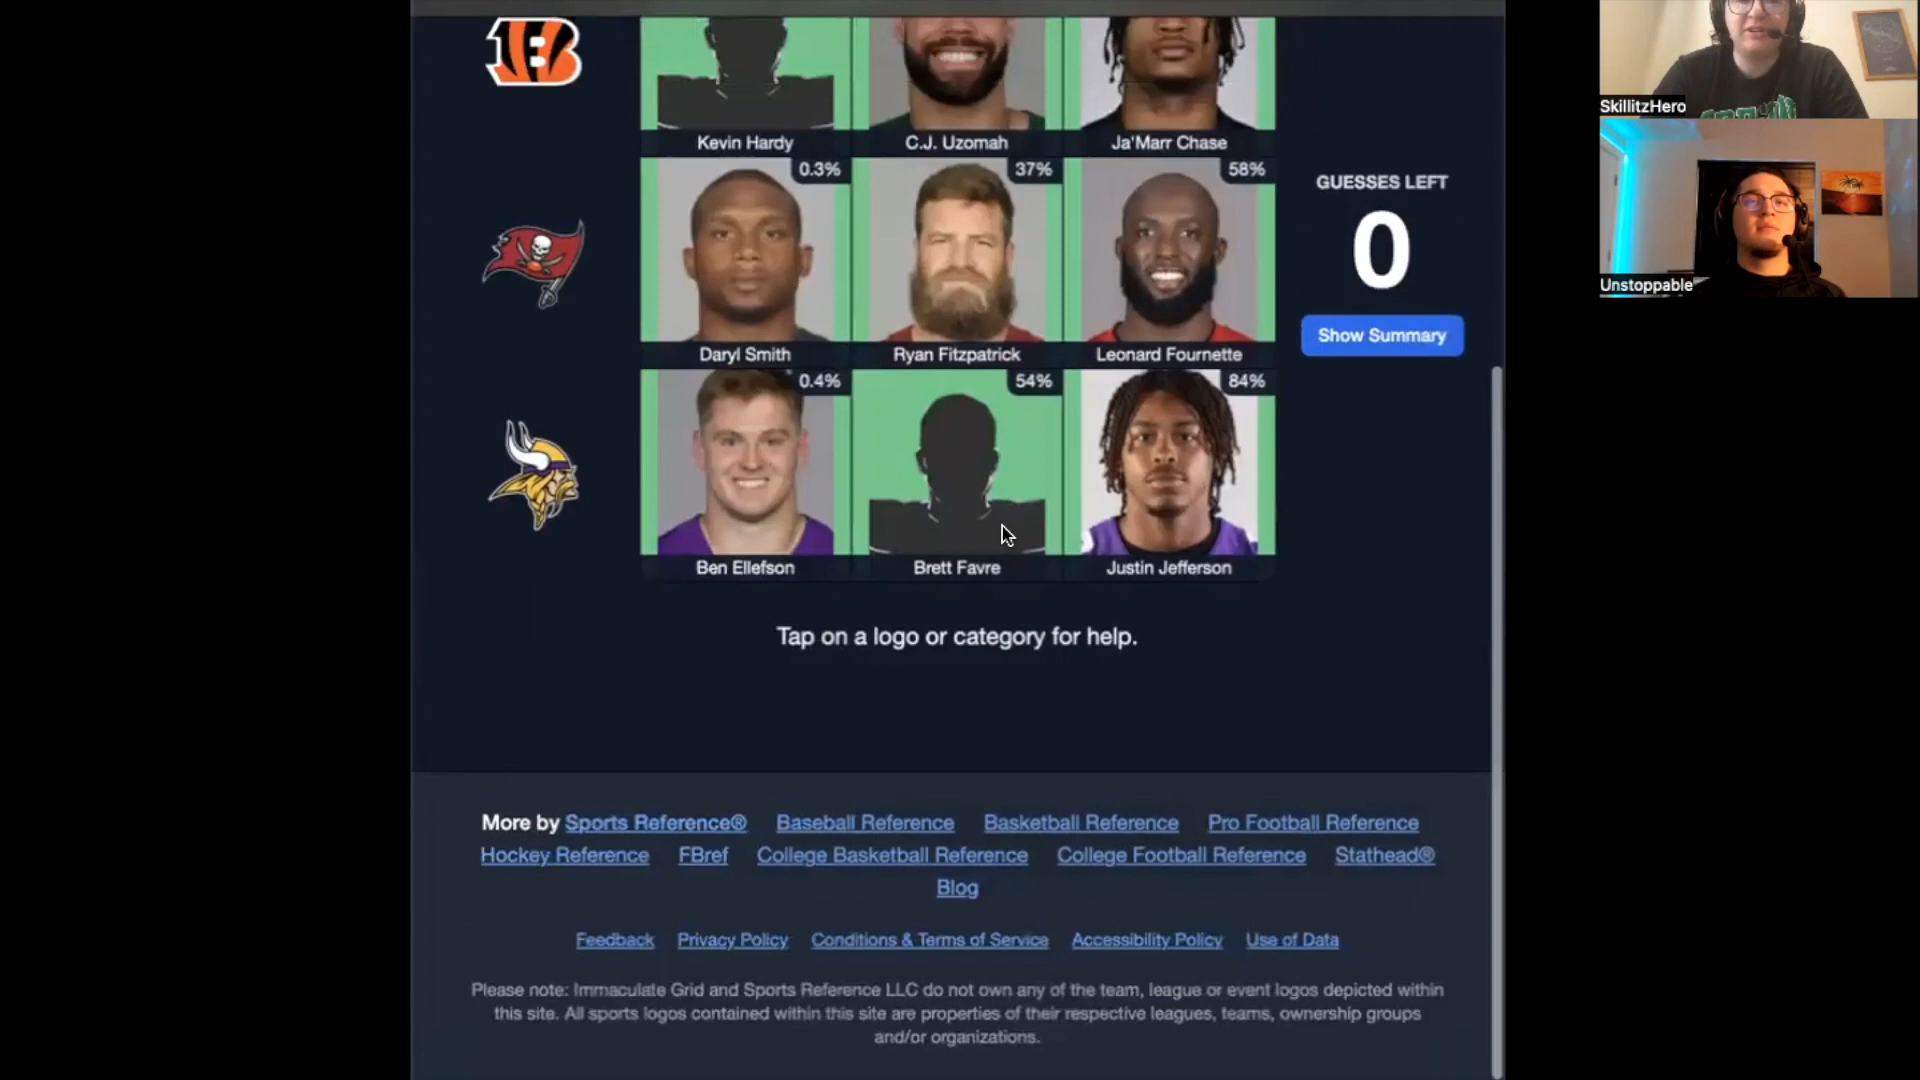 SkillitzHero
Kevin Hardy
C.J. Uzomah
Ja'Marr Chase
0.3%
37%
58%
GUESSES LEFT
0
Show Summary
Unstoppable
Daryl Smith
Ryan Fitzpatrick
Leonard Fournette
0.4%
54%
84%
Ben Ellefson
Brett Favre
Justin Jefferson
Tap on a logo or category for help.
More by Sports Reference® Baseball Reference Basketball Reference Pro Football Reference
Hockey Reference FBref College Basketball Reference College Football Reference Stathead®
Blog
Feedback Privacy Policy Conditions & Terms of Service Accessibility Policy Use of Data
Please note: Immaculate Grid and Sports Reference LLC do not own any of the team, league or event logos depicted within
this site. All sports logos contained within this site are properties of their respective leagues, teams, ownership groups
and/or organizations.